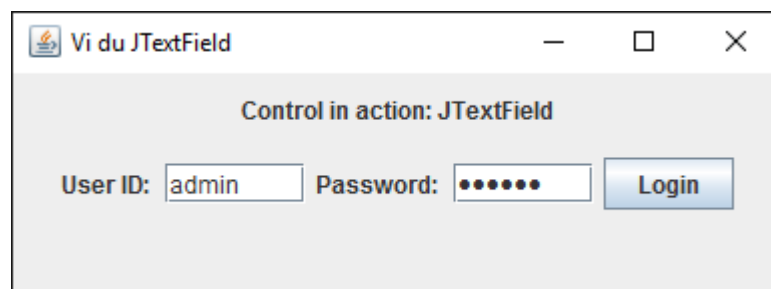 Vi du JTextField
Control in action: JTextField
User ID: admin Password: •••••• Login